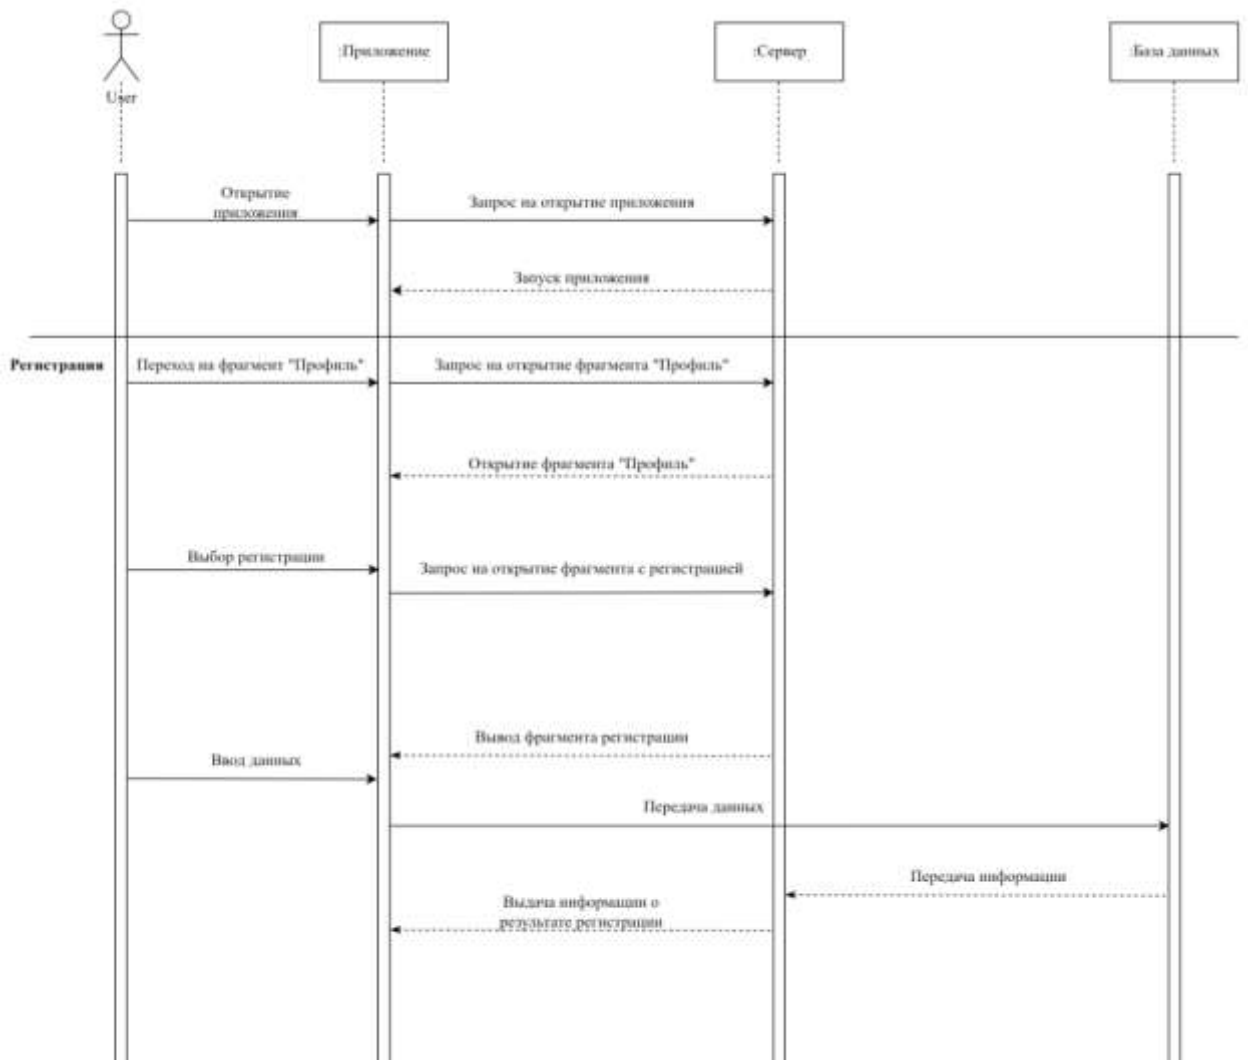 :Приложение
:Сервер
:База данных
User
Открытие
приложения
Запрос на открытие приложения
Запуск приложения
Регистрация
Переход на фрагмент "Профиль"
Запрос на открытие фрагмента "Профиль"
Открытие фрагмента "Профиль"
Выбор регистрации
Запрос на открытие фрагмента с регистрацией
Вывод фрагмента регистрации
Ввод данных
Передача данных
Передача информации
Выдача информации о
результате регистрации